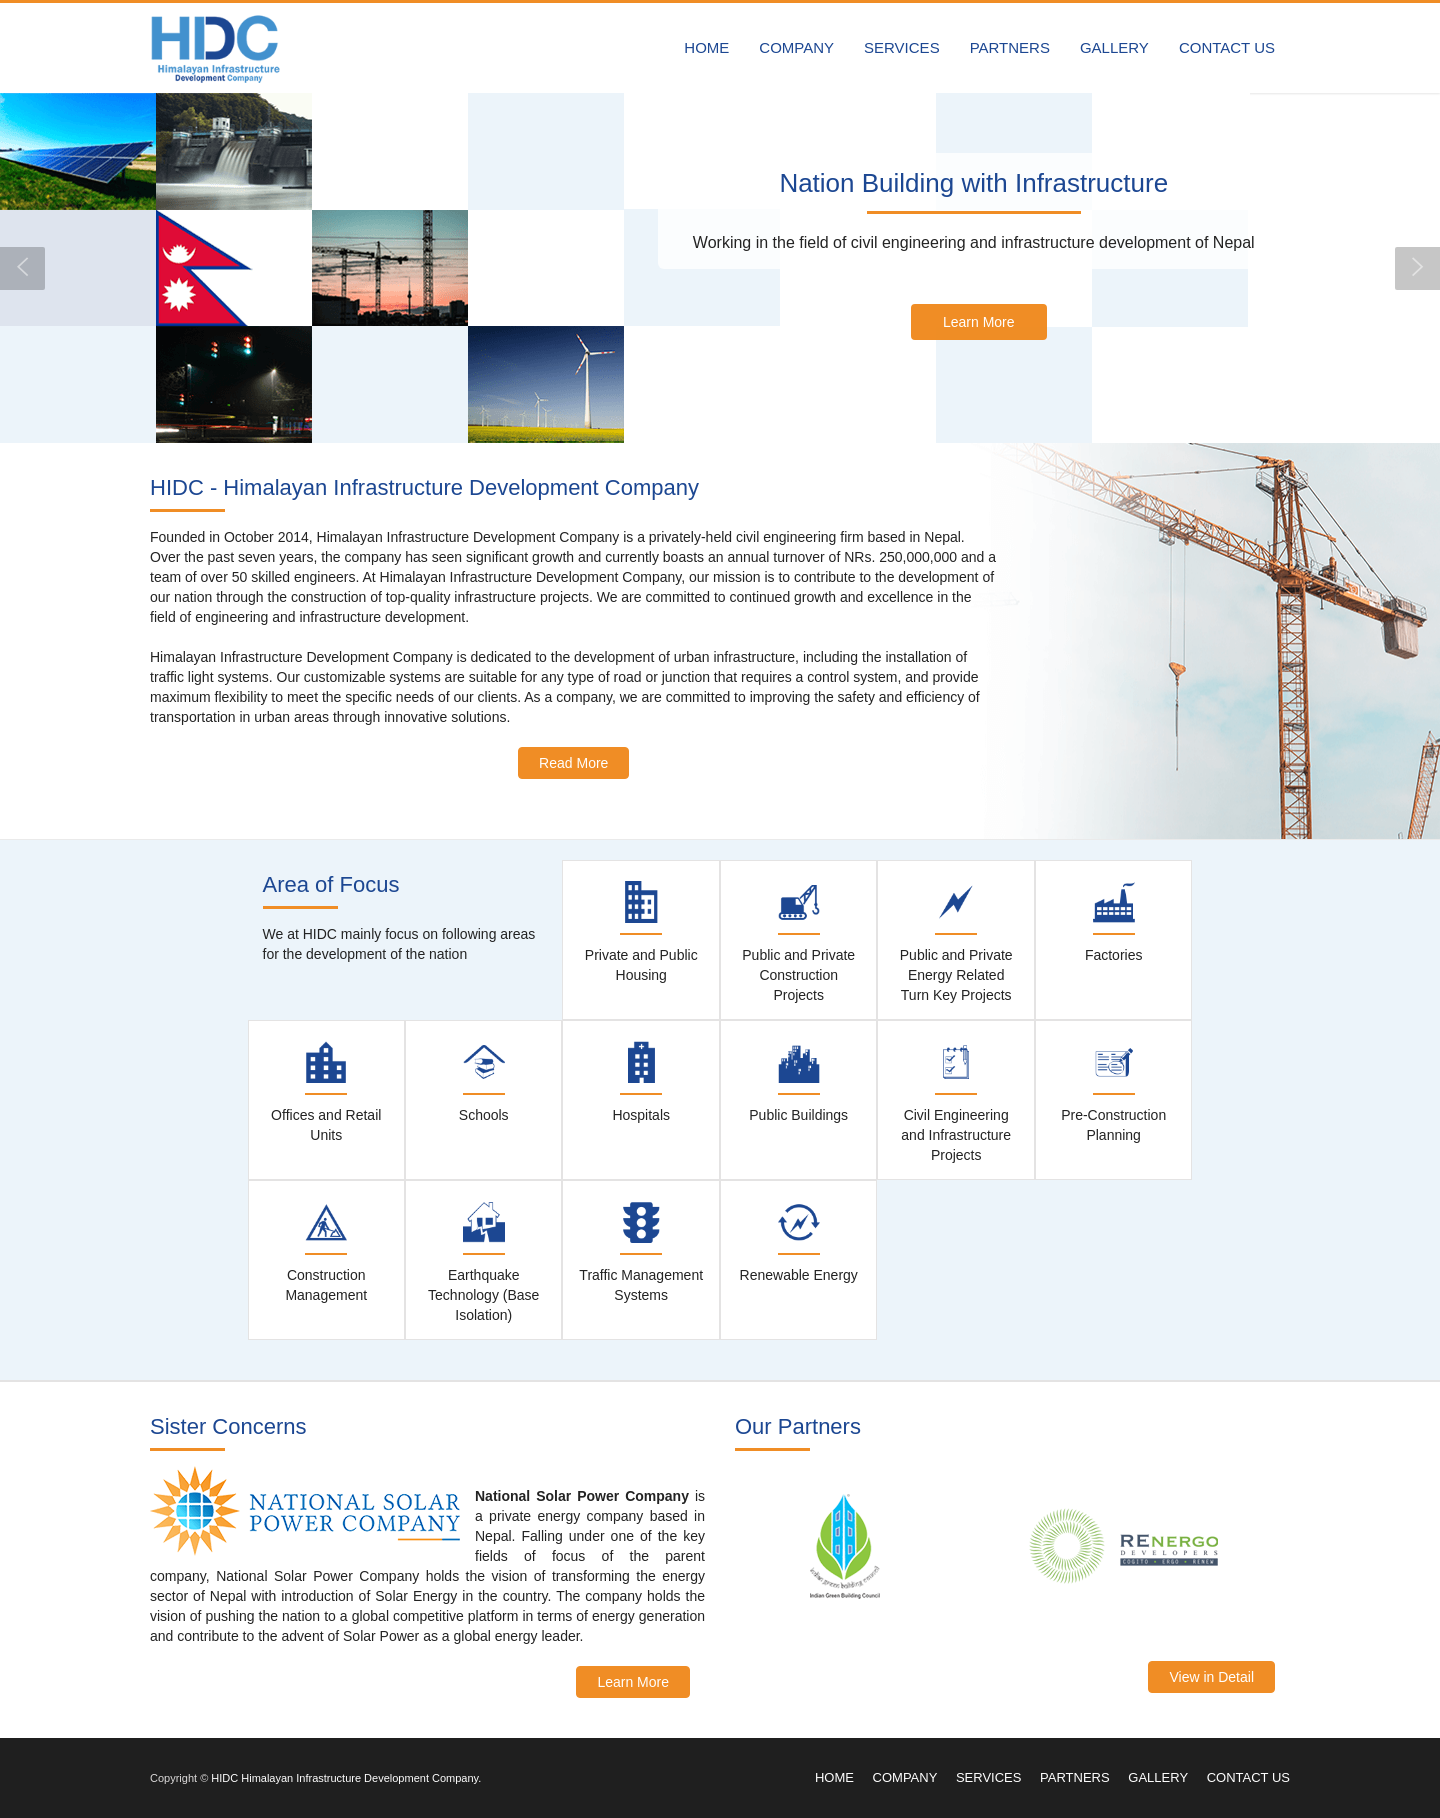 HIDC
Himalayan Infrastructure
Development Company
HOME COMPANY SERVICES PARTNERS GALLERY CONTACT US
Nation Building with Infrastructure
Working in the field of civil engineering and infrastructure development of Nepal
Learn More
HIDC - Himalayan Infrastructure Development Company
Founded in October 2014, Himalayan Infrastructure Development Company is a privately-held civil engineering firm based in Nepal.
Over the past seven years, the company has seen significant growth and currently boasts an annual turnover of NRs. 250,000,000 and a
team of over 50 skilled engineers. At Himalayan Infrastructure Development Company, our mission is to contribute to the development of
our nation through the construction of top-quality infrastructure projects. We are committed to continued growth and excellence in the
field of engineering and infrastructure development.
Himalayan Infrastructure Development Company is dedicated to the development of urban infrastructure, including the installation of
traffic light systems. Our customizable systems are suitable for any type of road or junction that requires a control system, and provide
maximum flexibility to meet the specific needs of our clients. As a company, we are committed to improving the safety and efficiency of
transportation in urban areas through innovative solutions.
Read More
Area of Focus
We at HIDC mainly focus on following areas
for the development of the nation
Private and Public
Housing
Public and Private
Construction
Projects
Public and Private
Energy Related
Turn Key Projects
Factories
Offices and Retail
Units
Schools
Hospitals
Public Buildings
Civil Engineering
and Infrastructure
Projects
Pre-Construction
Planning
Construction
Management
Earthquake
Technology (Base
Isolation)
Traffic Management
Systems
Renewable Energy
Sister Concerns
NATIONAL SOLAR
POWER COMPANY
National Solar Power Company is
a private energy company based in
Nepal. Falling under one of the key
fields of focus of the parent
company, National Solar Power Company holds the vision of transforming the energy
sector of Nepal with introduction of Solar Energy in the country. The company holds the
vision of pushing the nation to a global competitive platform in terms of energy generation
and contribute to the advent of Solar Power as a global energy leader.
Learn More
Our Partners
indian green building council
Indian Green Building Council
RENERGO
DEVELOPERS
COGITO • ERGO • RENEW
View in Detail
Copyright © HIDC Himalayan Infrastructure Development Company.
HOME COMPANY SERVICES PARTNERS GALLERY CONTACT US